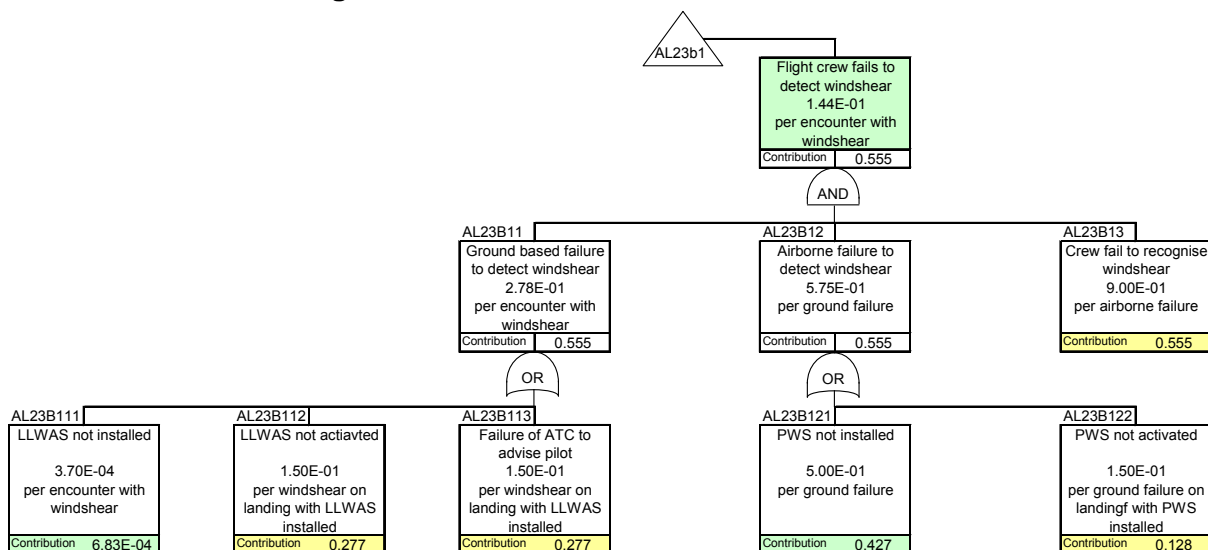 AL23b1
Flight crew fails to
detect windshear
1.44E-01
per encounter with
windshear
Contribution 0.555
AND
AL23B11
Ground based failure
to detect windshear
2.78E-01
per encounter with
windshear
Contribution 0.555
AL23B12
Airborne failure to
detect windshear
5.75E-01
per ground failure
Contribution 0.555
AL23B13
Crew fail to recognise
windshear
9.00E-01
per airborne failure
Contribution 0.555
OR
OR
AL23B111
LLWAS not installed
3.70E-04
per encounter with
windshear
Contribution 6.83E-04
AL23B112
LLWAS not actiavted
1.50E-01
per windshear on
landing with LLWAS
installed
Contribution 0.277
AL23B113
Failure of ATC to
advise pilot
1.50E-01
per windshear on
landing with LLWAS
installed
Contribution 0.277
AL23B121
PWS not installed
5.00E-01
per ground failure
Contribution 0.427
AL23B122
PWS not activated
1.50E-01
per ground failure on
landingf with PWS
installed
Contribution 0.128